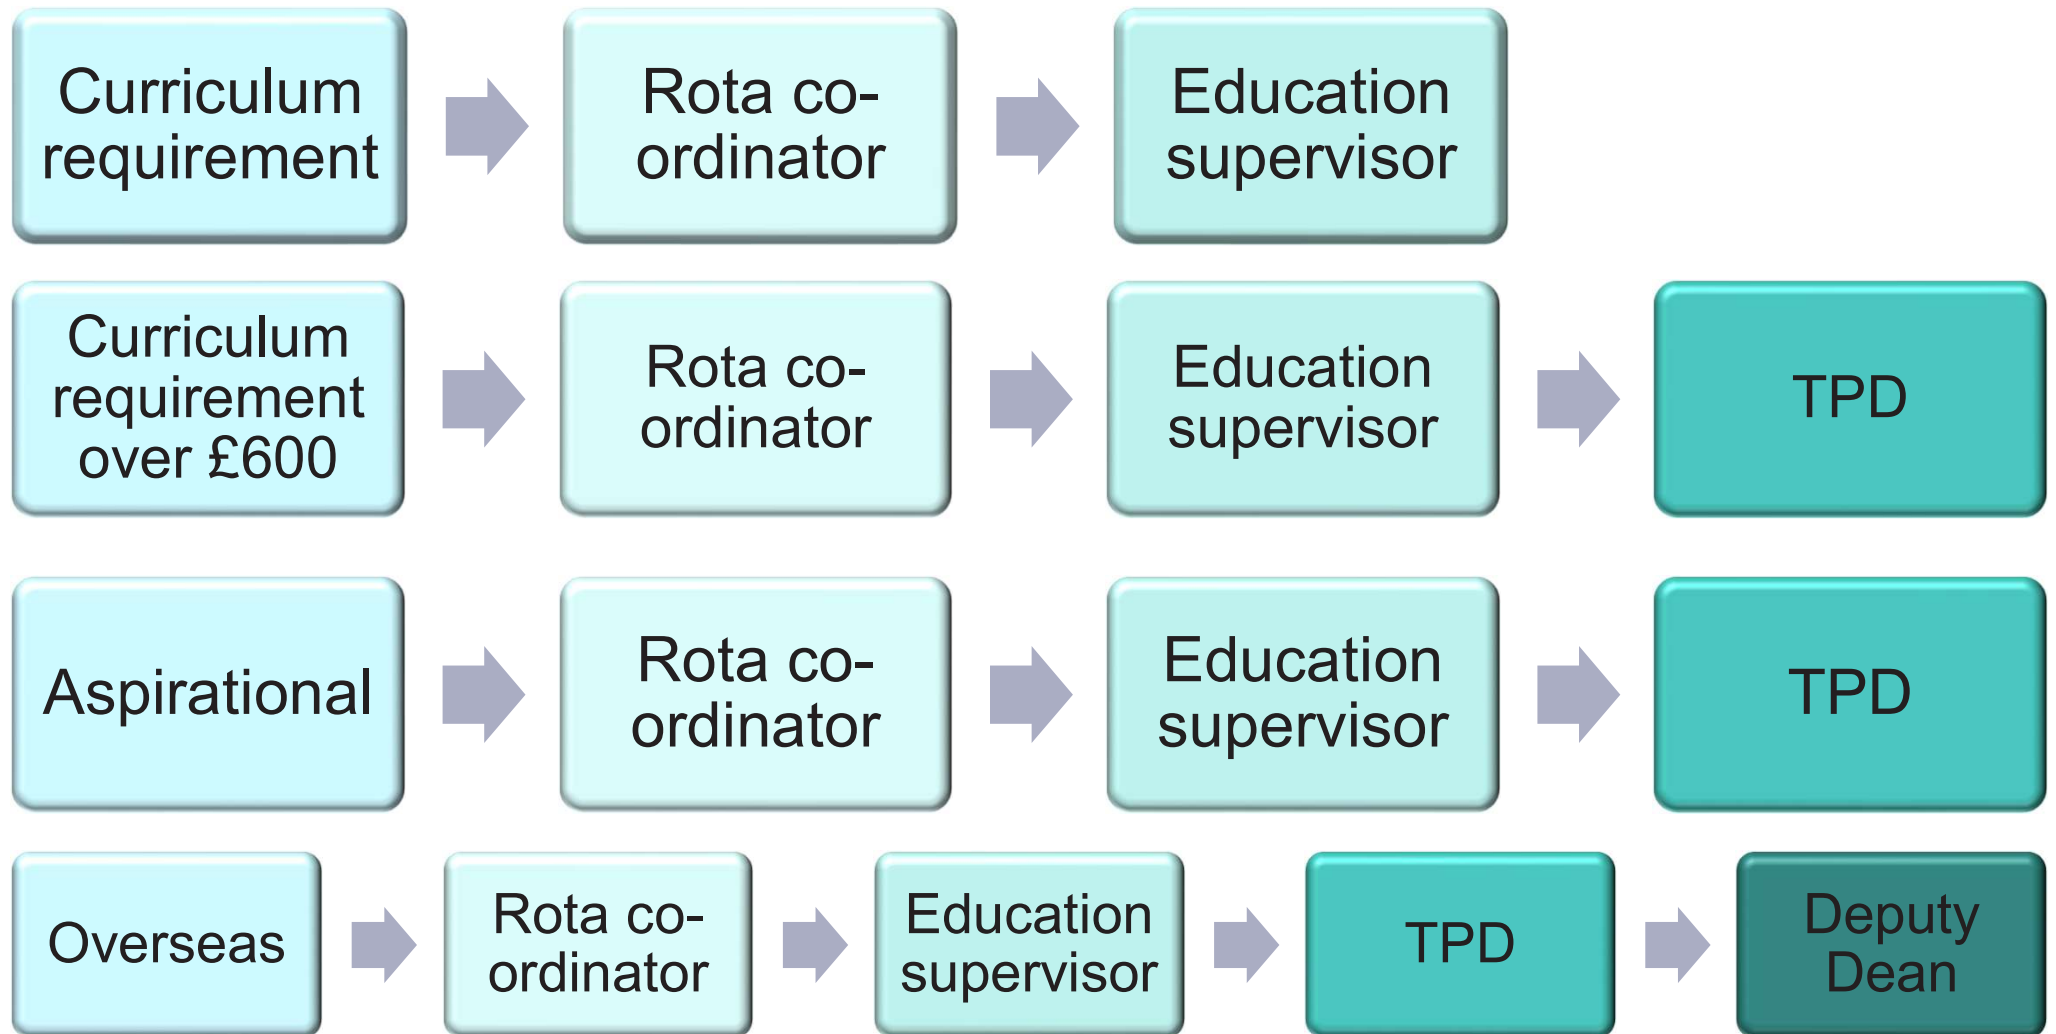 Curriculum
requirement
Rota co-
ordinator
Education
supervisor
Curriculum
requirement
over £600
Rota co-
ordinator
Education
supervisor
TPD
Aspirational
Rota co-
ordinator
Education
supervisor
TPD
Overseas
Rota co-
ordinator
Education
supervisor
TPD
Deputy
Dean